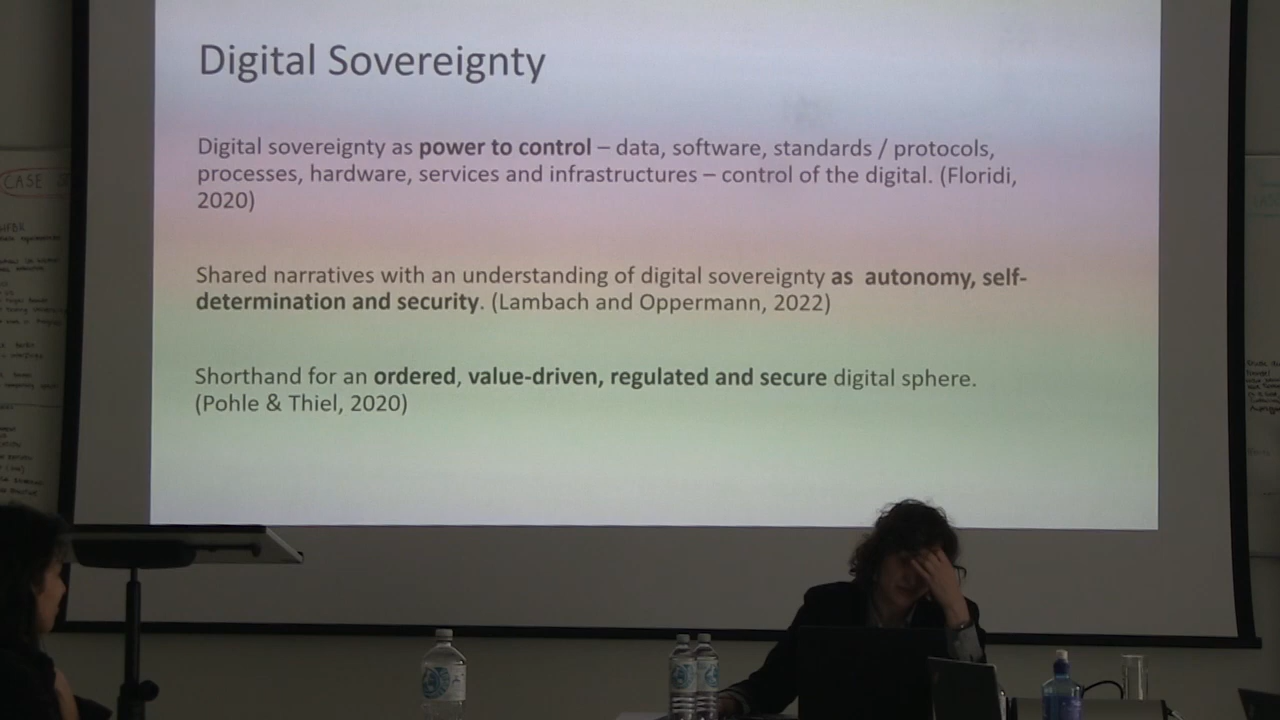 Digital Sovereignty
Digital sovereignty as power to control – data, software, standards / protocols,
processes, hardware, services and infrastructures – control of the digital. (Floridi,
2020)
Shared narratives with an understanding of digital sovereignty as autonomy, self-
determination and security. (Lambach and Oppermann, 2022)
Shorthand for an ordered, value-driven, regulated and secure digital sphere.
(Pohle & Thiel, 2020)
CASE